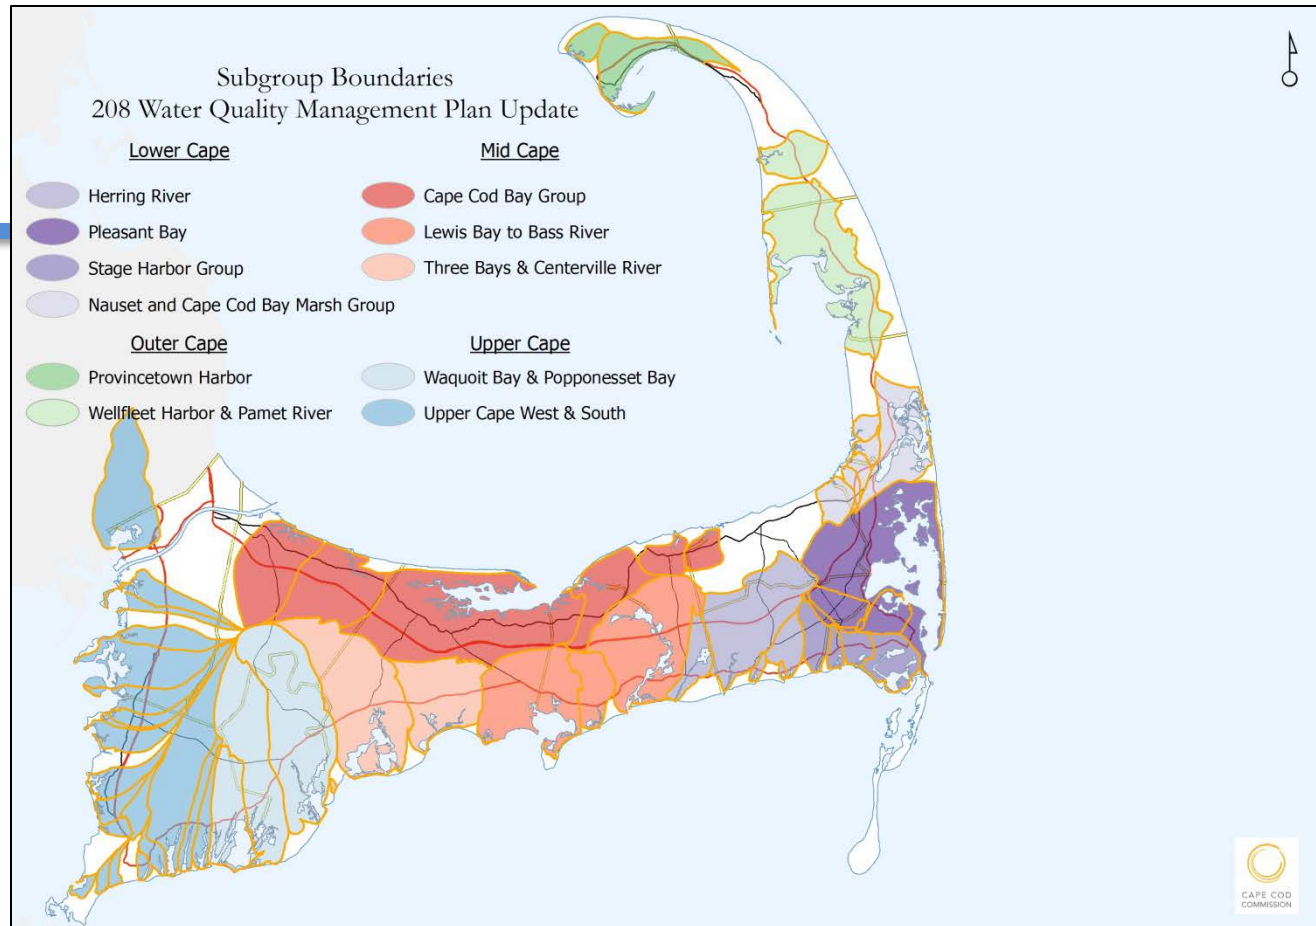 Subgroup Boundaries
208 Water Quality Management Plan Update
Lower Cape
Herring River
Pleasant Bay
Stage Harbor Group
Nauset and Cape Cod Bay Marsh Group
Mid Cape
Cape Cod Bay Group
Lewis Bay to Bass River
Three Bays & Centerville River
Outer Cape
Provincetown Harbor
Wellfleet Harbor & Pamet River
Upper Cape
Waquoit Bay & Popponesset Bay
Upper Cape West & South
CAPE COD
COMMISSION